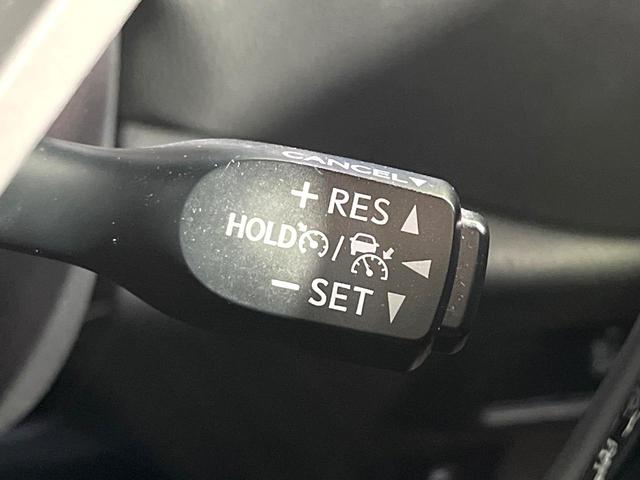 CANCEL▼
+ RES ▲
HOLD / ◀
− SET ▼